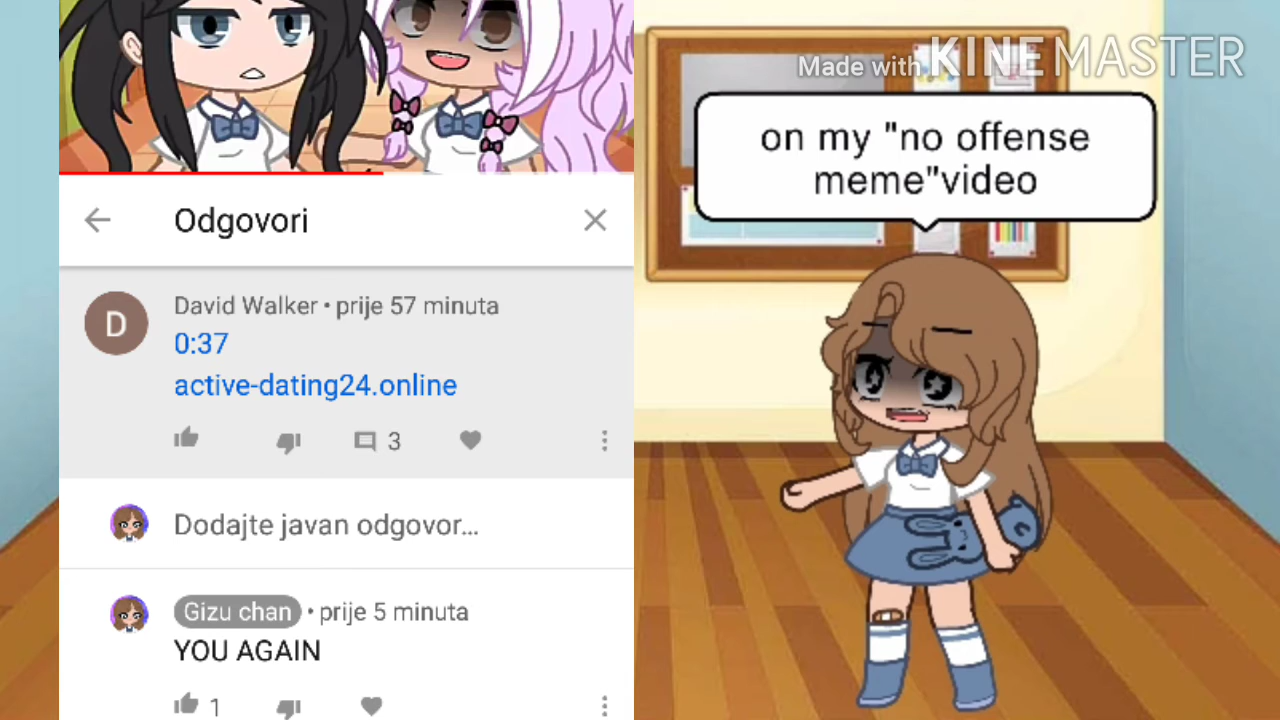 Made with KINEMASTER
on my "no offense
meme"video
Odgovori
D
David Walker • prije 57 minuta
0:37
active-dating24.online
3
Dodajte javan odgovor...
Gizu chan • prije 5 minuta
YOU AGAIN
1